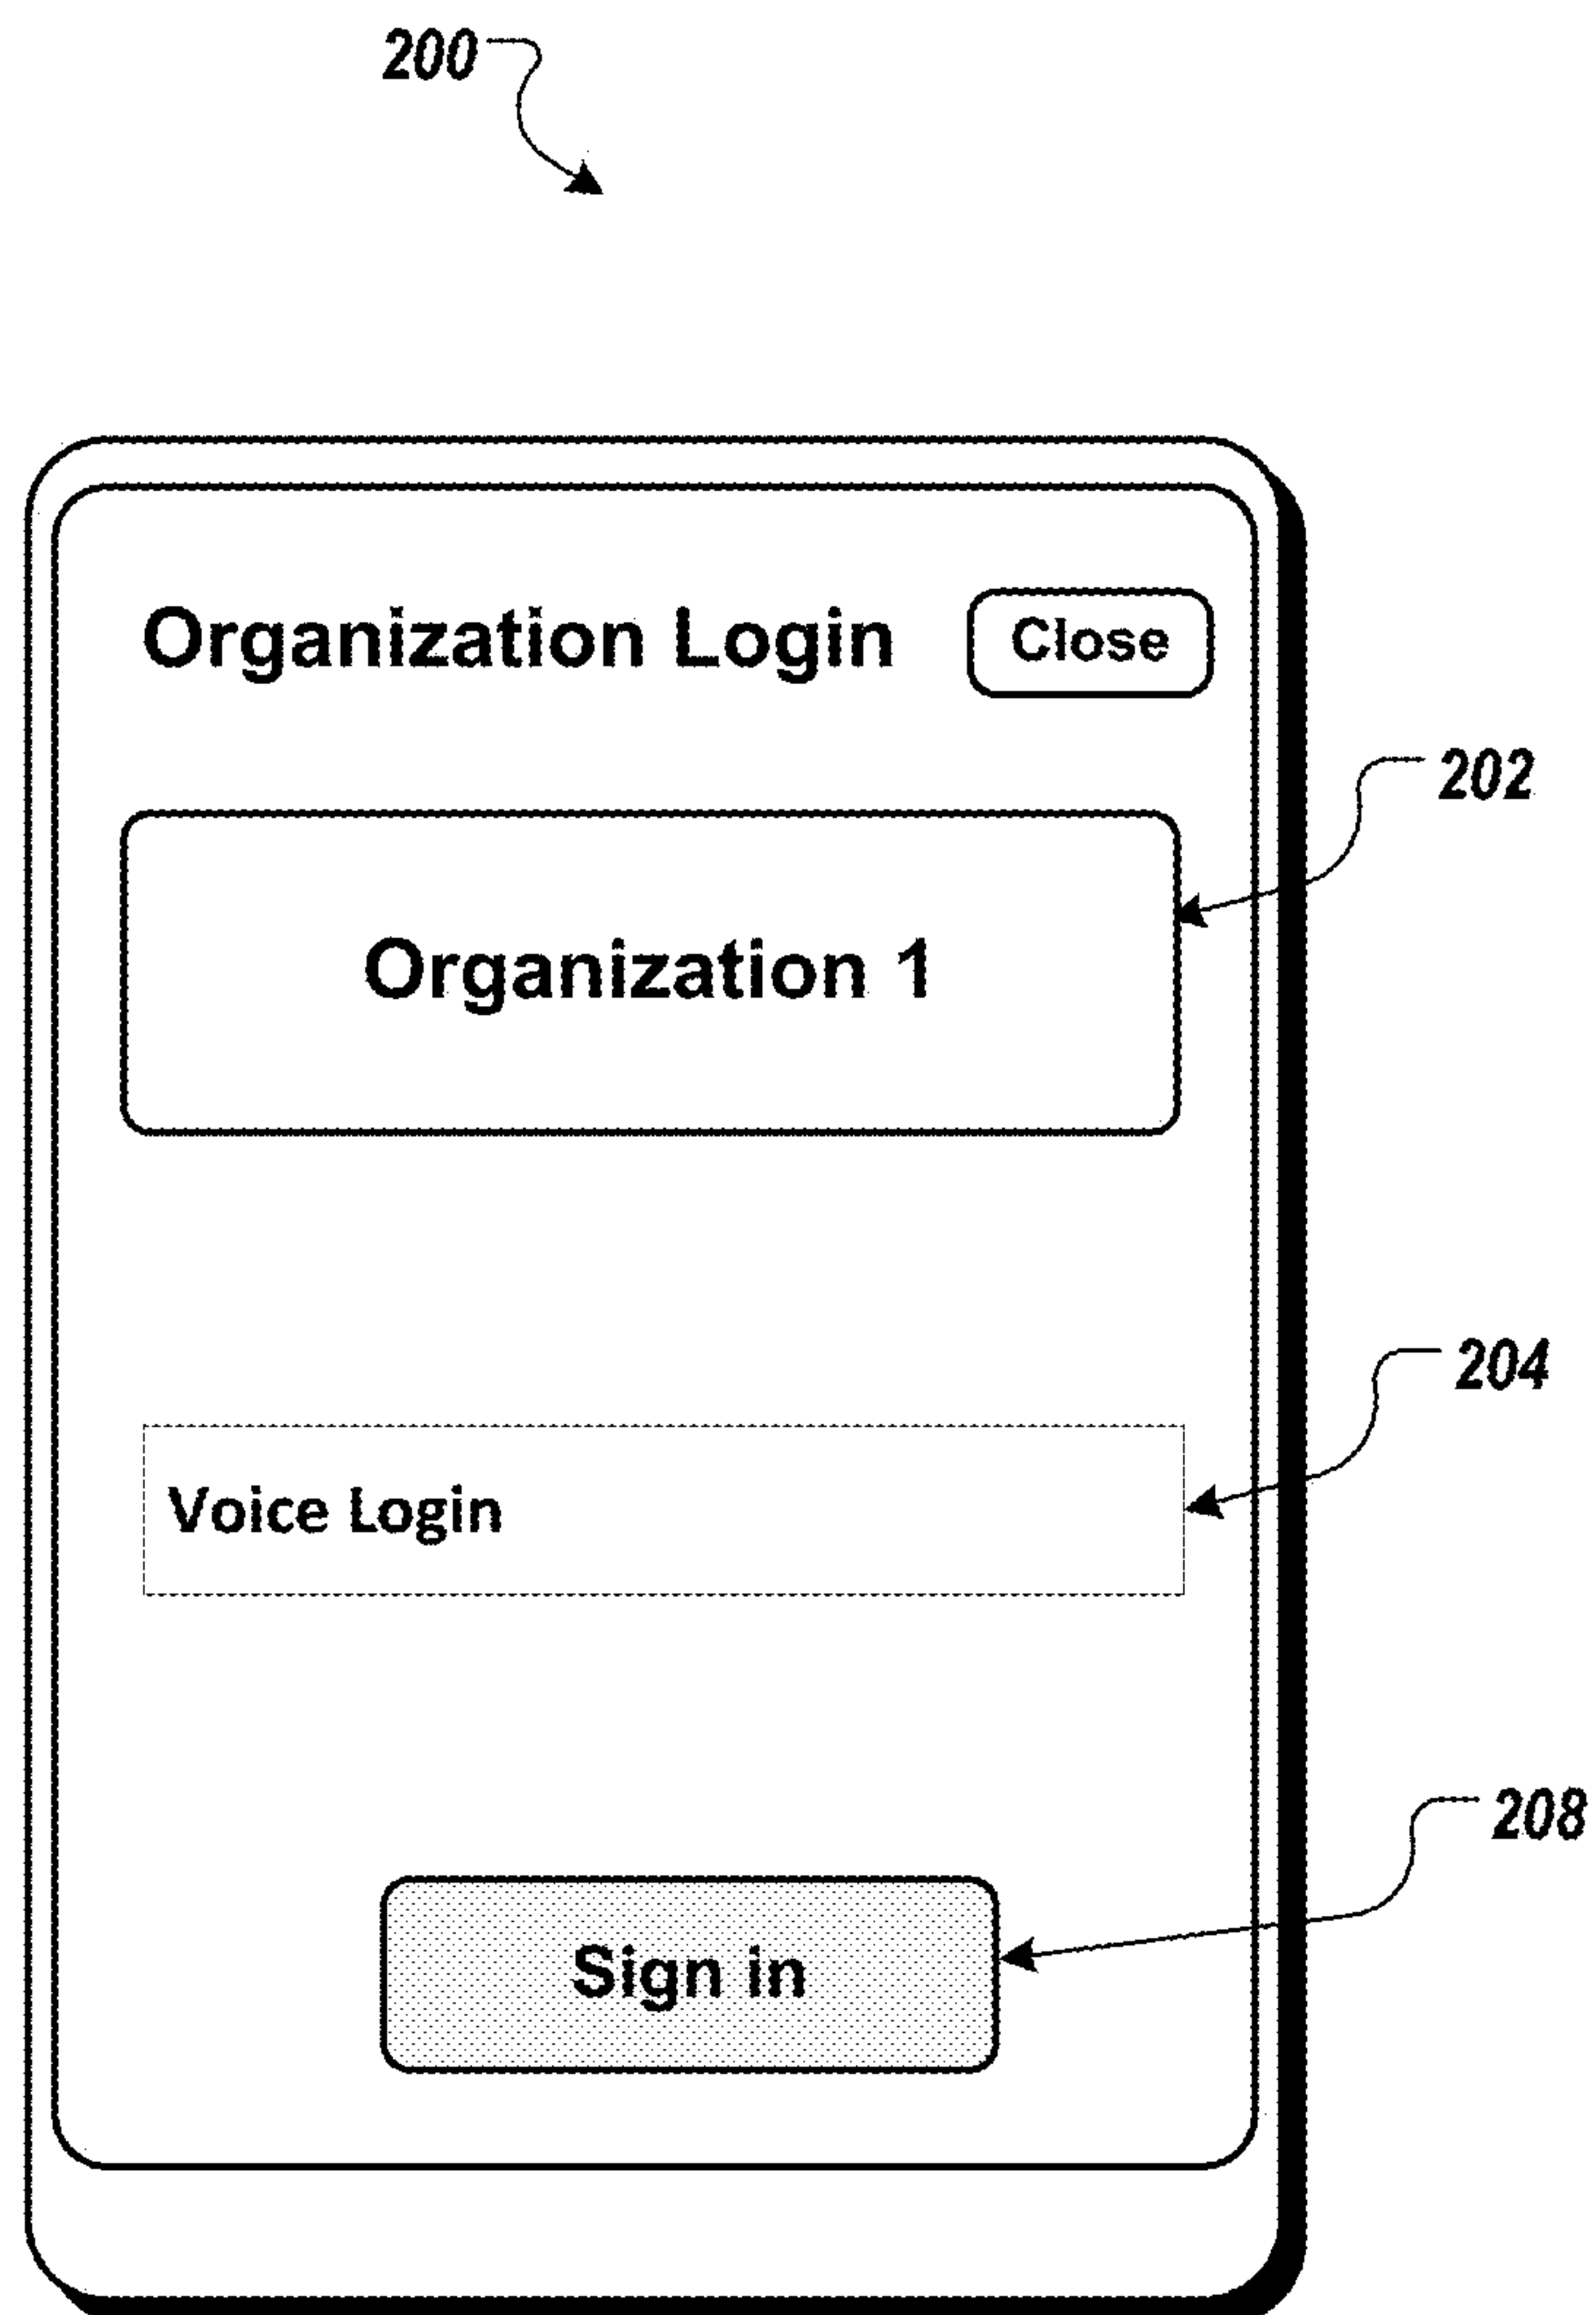 200
Organization Login Close
202
Organization 1
204
Voice Login
208
Sign in